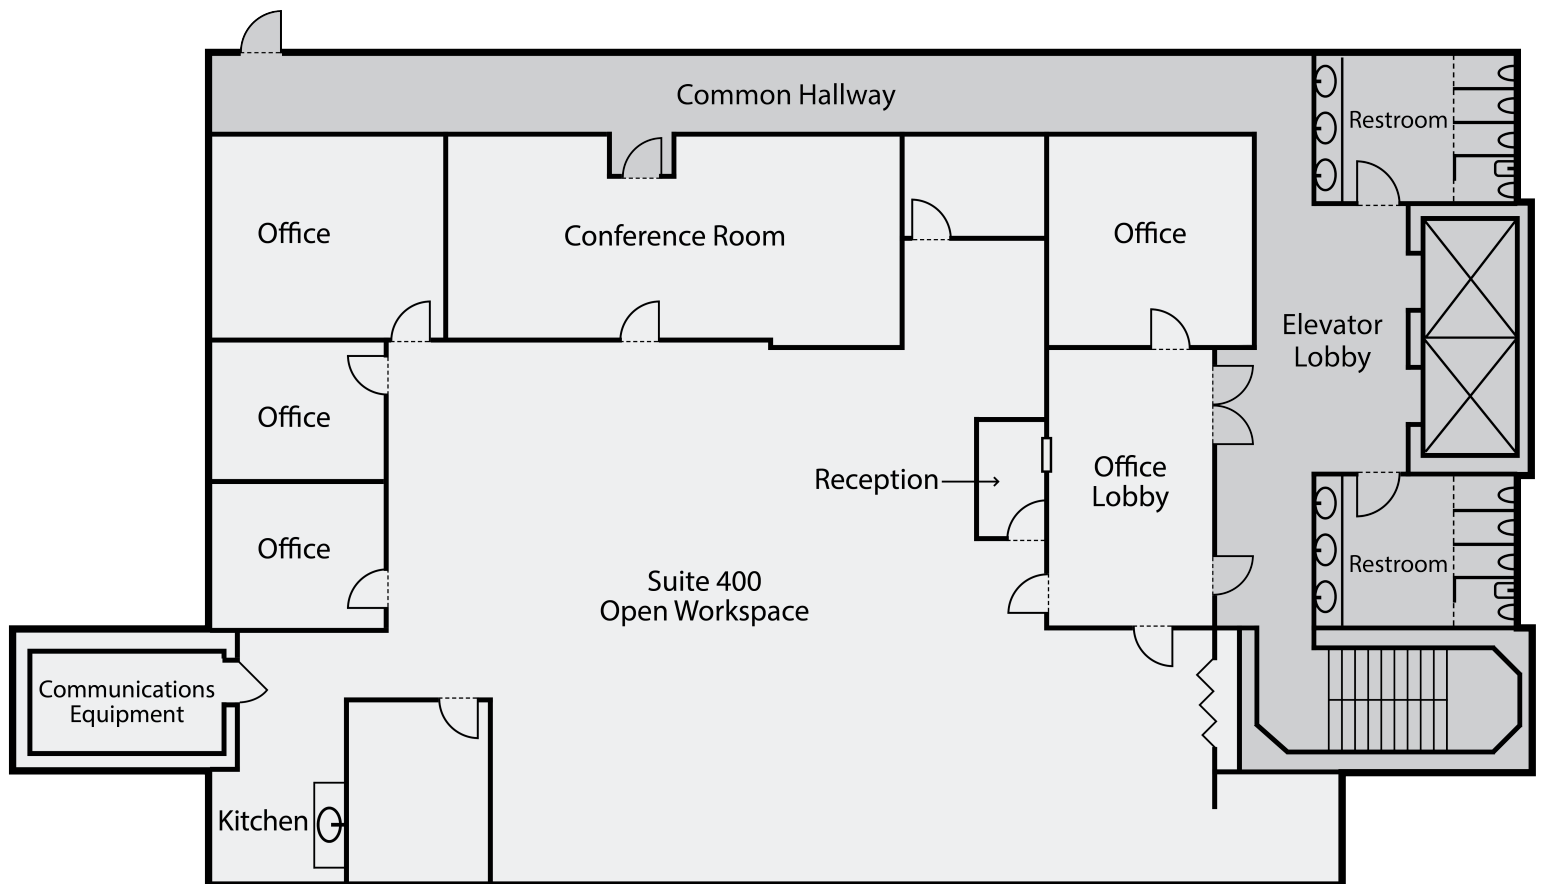 Common Hallway
Restroom
Office
Conference Room
Office
Elevator
Lobby
Office
Reception
Office
Lobby
Office
Restroom
Suite 400
Open Workspace
Communications
Equipment
Kitchen